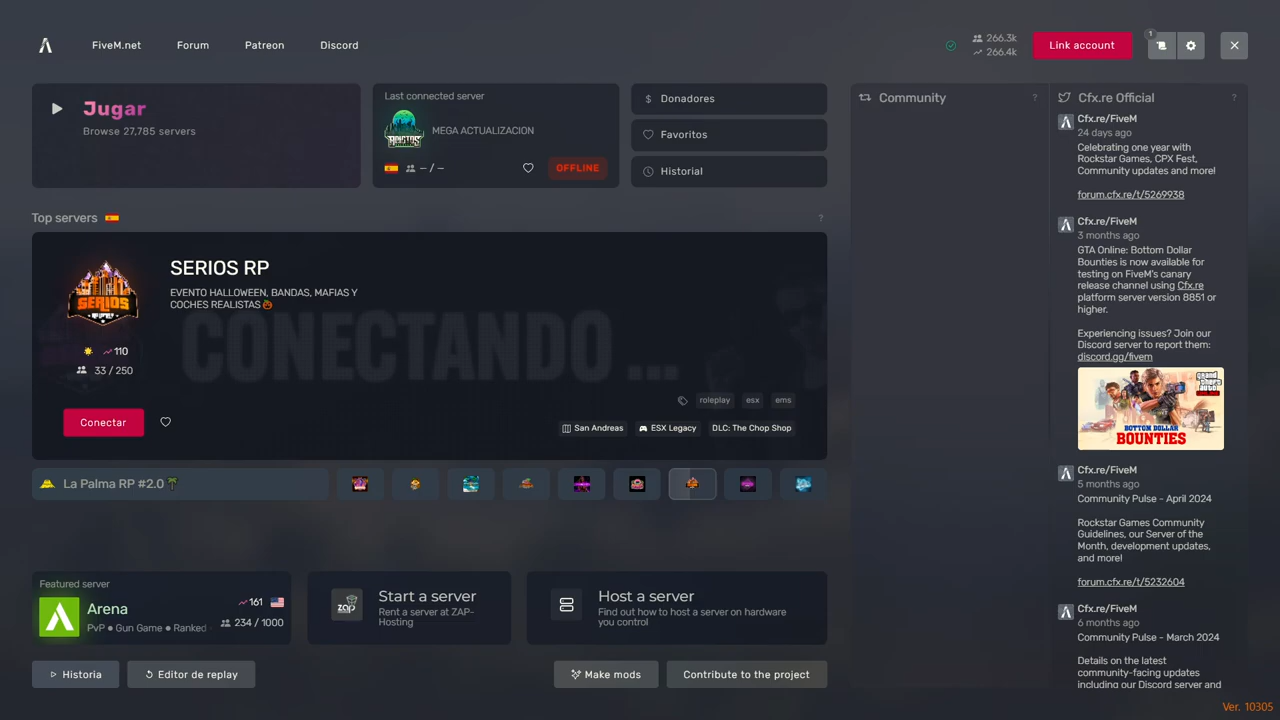 FiveM.net
Forum
Patreon
Discord
266.3k
266.4k
Link account
1
Jugar
Browse 27,785 servers
Last connected server
MEGA ACTUALIZACION
– / –
OFFLINE
$ Donadores
Favoritos
Historial
Top servers
?
SERIOS RP
EVENTO HALLOWEEN, BANDAS, MAFIAS Y
COCHES REALISTAS 🎃
CONECTANDO ...
SERIOS
110
33 / 250
Conectar
roleplay
esx
ems
San Andreas
ESX Legacy
DLC: The Chop Shop
La Palma RP #2.0 🌴
Featured server
Arena
PvP ● Gun Game ● Ranked
161
234 / 1000
ZAP
Start a server
Rent a server at ZAP-
Hosting
Host a server
Find out how to host a server on hardware
you control
Historia
Editor de replay
Make mods
Contribute to the project
Community
?
Cfx.re Official
?
Cfx.re/FiveM
24 days ago
Celebrating one year with
Rockstar Games, CPX Fest,
Community updates and more!
forum.cfx.re/t/5269938
Cfx.re/FiveM
3 months ago
GTA Online: Bottom Dollar
Bounties is now available for
testing on FiveM's canary
release channel using Cfx.re
platform server version 8851 or
higher.
Experiencing issues? Join our
Discord server to report them:
discord.gg/fivem
grand theft auto
BOTTOM DOLLAR
BOUNTIES
Cfx.re/FiveM
5 months ago
Community Pulse - April 2024
Rockstar Games Community
Guidelines, our Server of the
Month, development updates,
and more!
forum.cfx.re/t/5232604
Cfx.re/FiveM
6 months ago
Community Pulse - March 2024
Details on the latest
community-facing updates
including our Discord server and
Ver. 10305